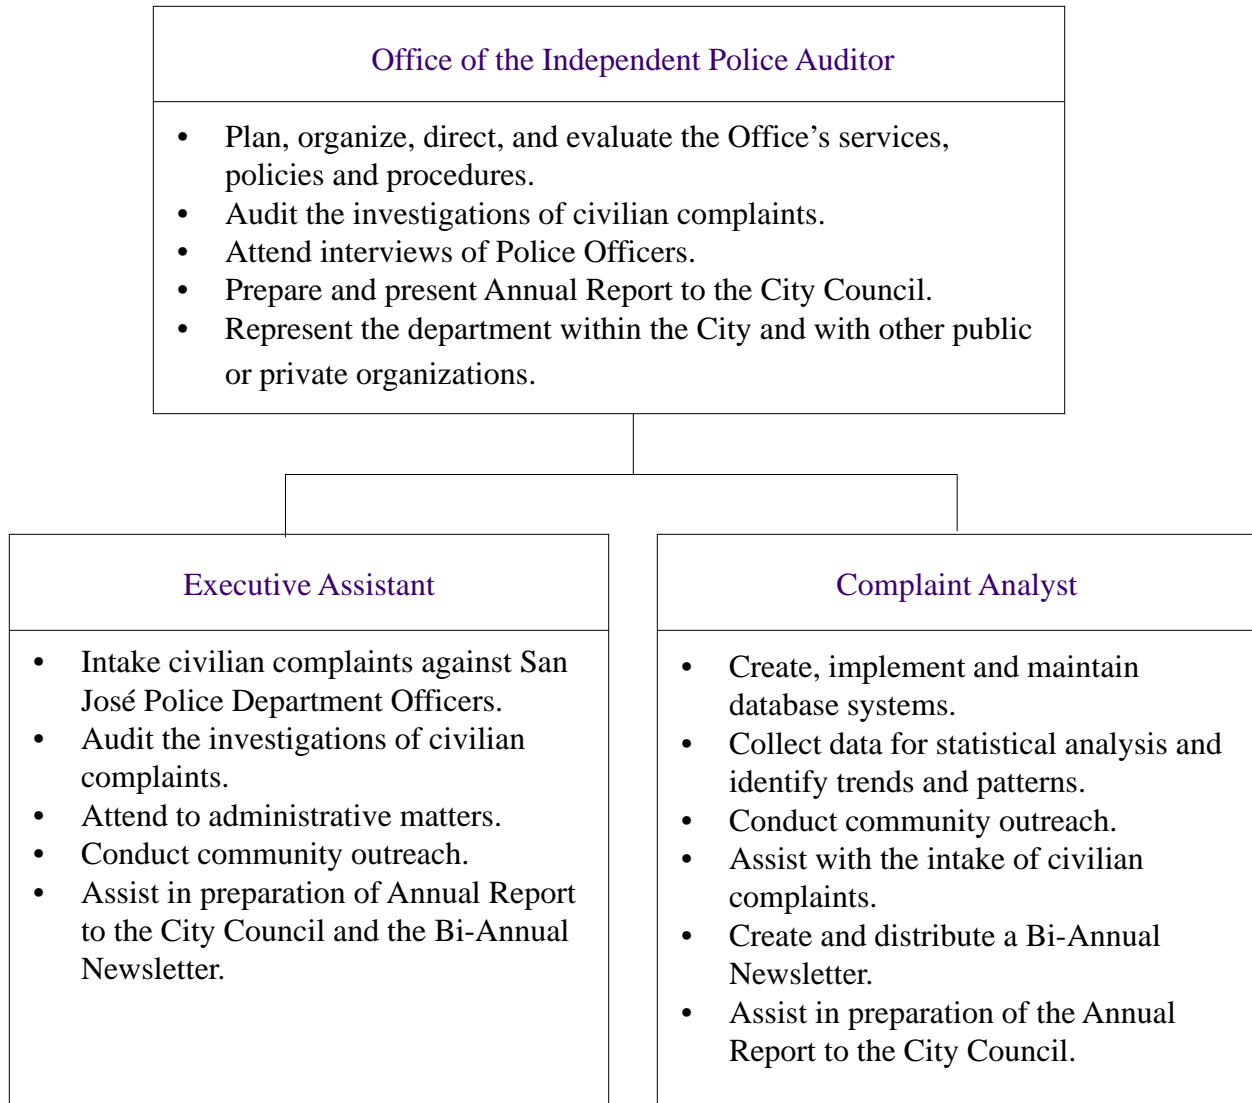 Office of the Independent Police Auditor
• Plan, organize, direct, and evaluate the Office’s services,
policies and procedures.
• Audit the investigations of civilian complaints.
• Attend interviews of Police Officers.
• Prepare and present Annual Report to the City Council.
• Represent the department within the City and with other public
or private organizations.
Executive Assistant
• Intake civilian complaints against San
José Police Department Officers.
• Audit the investigations of civilian
complaints.
• Attend to administrative matters.
• Conduct community outreach.
• Assist in preparation of Annual Report
to the City Council and the Bi-Annual
Newsletter.
Complaint Analyst
• Create, implement and maintain
database systems.
• Collect data for statistical analysis and
identify trends and patterns.
• Conduct community outreach.
• Assist with the intake of civilian
complaints.
• Create and distribute a Bi-Annual
Newsletter.
• Assist in preparation of the Annual
Report to the City Council.